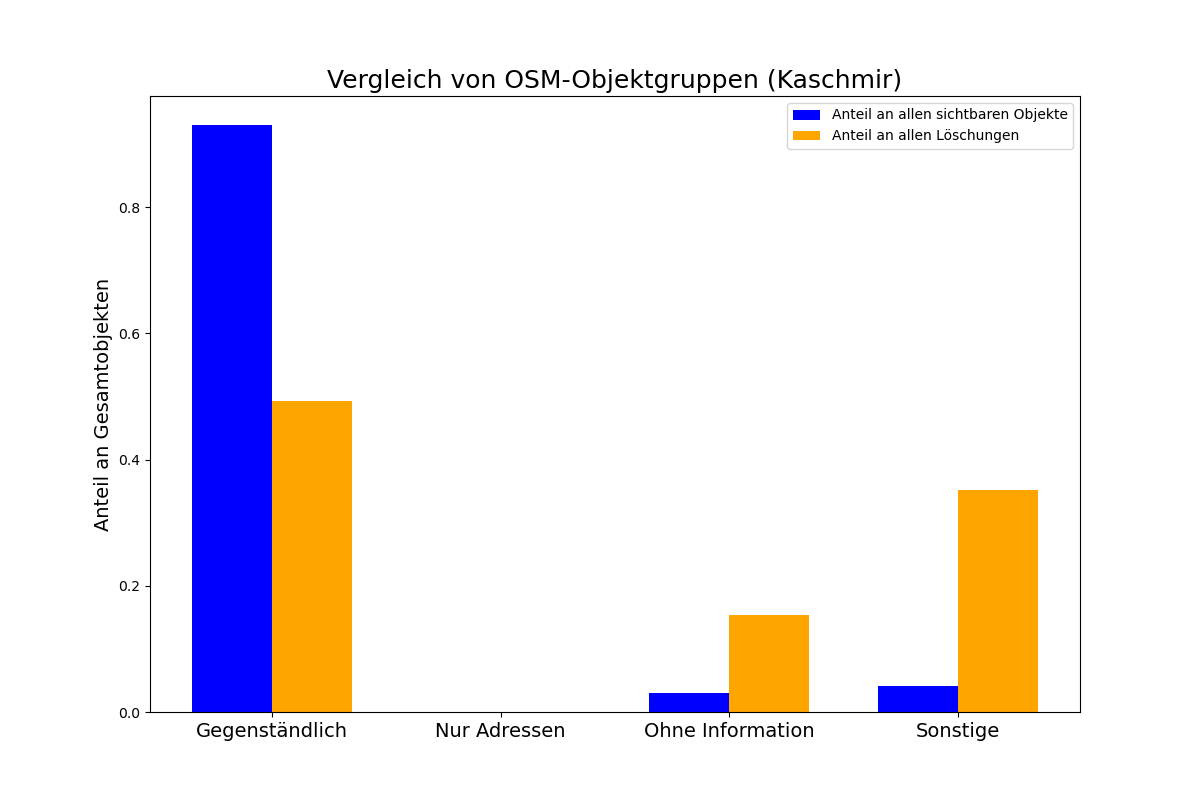 Vergleich von OSM-Objektgruppen (Kaschmir)
Anteil an allen sichtbaren Objekte
Anteil an allen Löschungen
Anteil an Gesamtobjekten
0.8
0.6
0.4
0.2
0.0
Gegenständlich Nur Adressen Ohne Information Sonstige